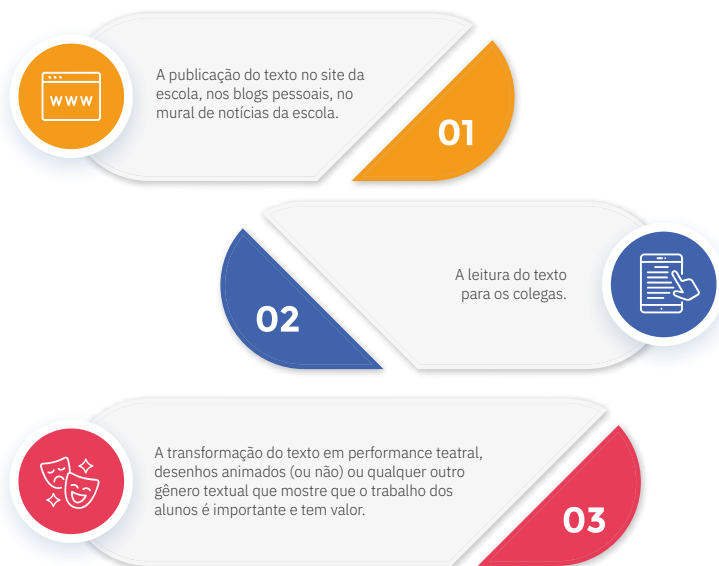 WWW
A publicação do texto no site da
escola, nos blogs pessoais, no
mural de notícias da escola.
01
02
A leitura do texto
para os colegas.
A transformação do texto em performance teatral,
desenhos animados (ou não) ou qualquer outro
gênero textual que mostre que o trabalho dos
alunos é importante e tem valor.
03